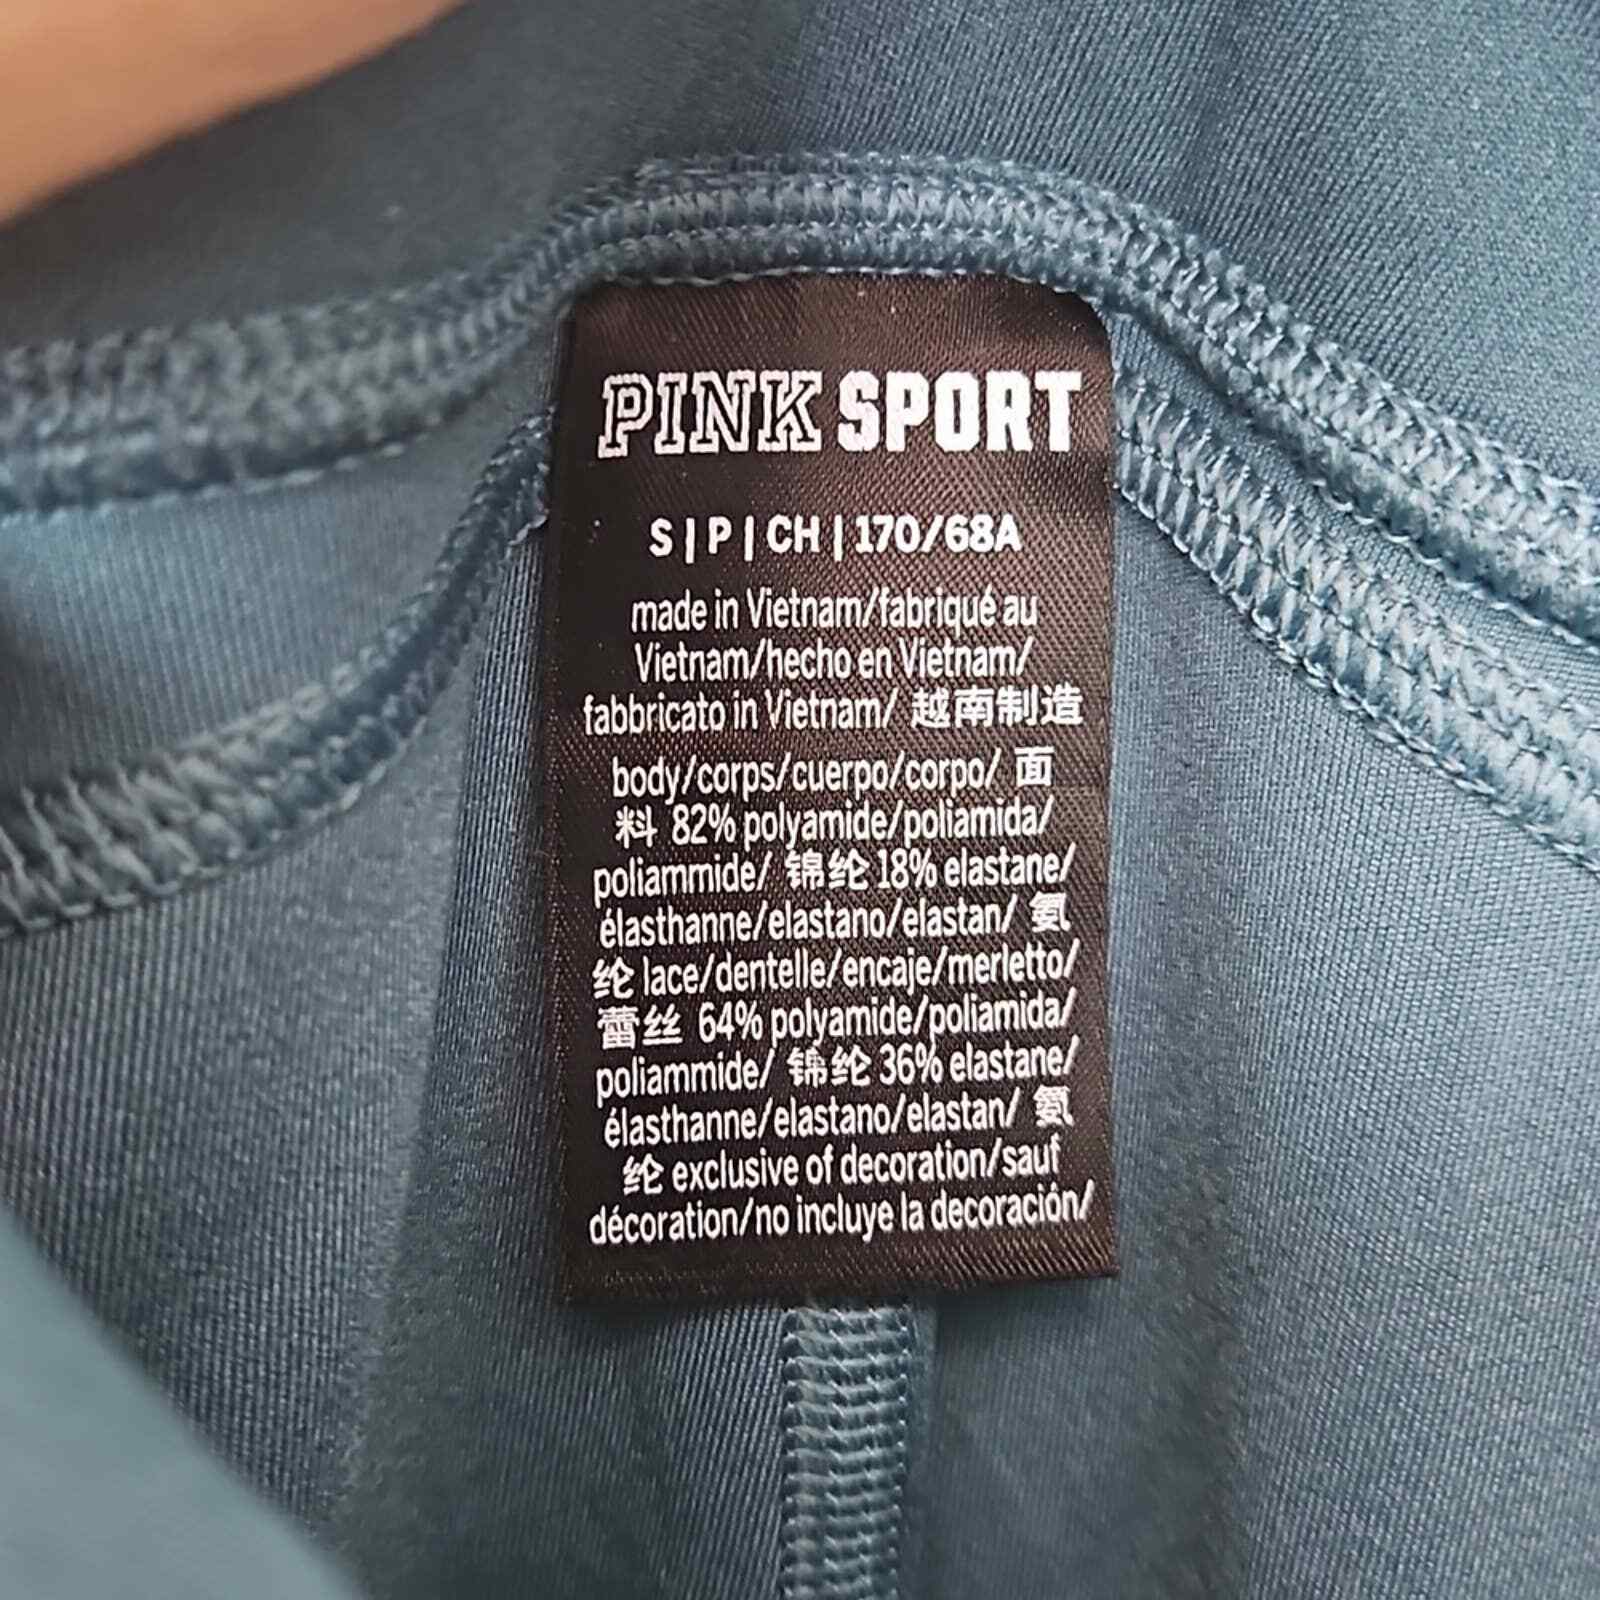 PINK SPORT
S | P | CH | 170/68A
made in Vietnam/fabriqué au
Vietnam/hecho en Vietnam/
fabbricato in Vietnam/ 越南制造
body/corps/cuerpo/corpo/ 面
料 82% polyamide/poliamida/
poliammide/ 锦纶 18% elastane/
élasthanne/elastano/elastan/ 氨
纶 lace/dentelle/encaje/merletto/
蕾丝 64% polyamide/poliamida/
poliammide/ 锦纶 36% elastane/
élasthanne/elastano/elastan/ 氨
纶 exclusive of decoration/sauf
décoration/no incluye la decoración/